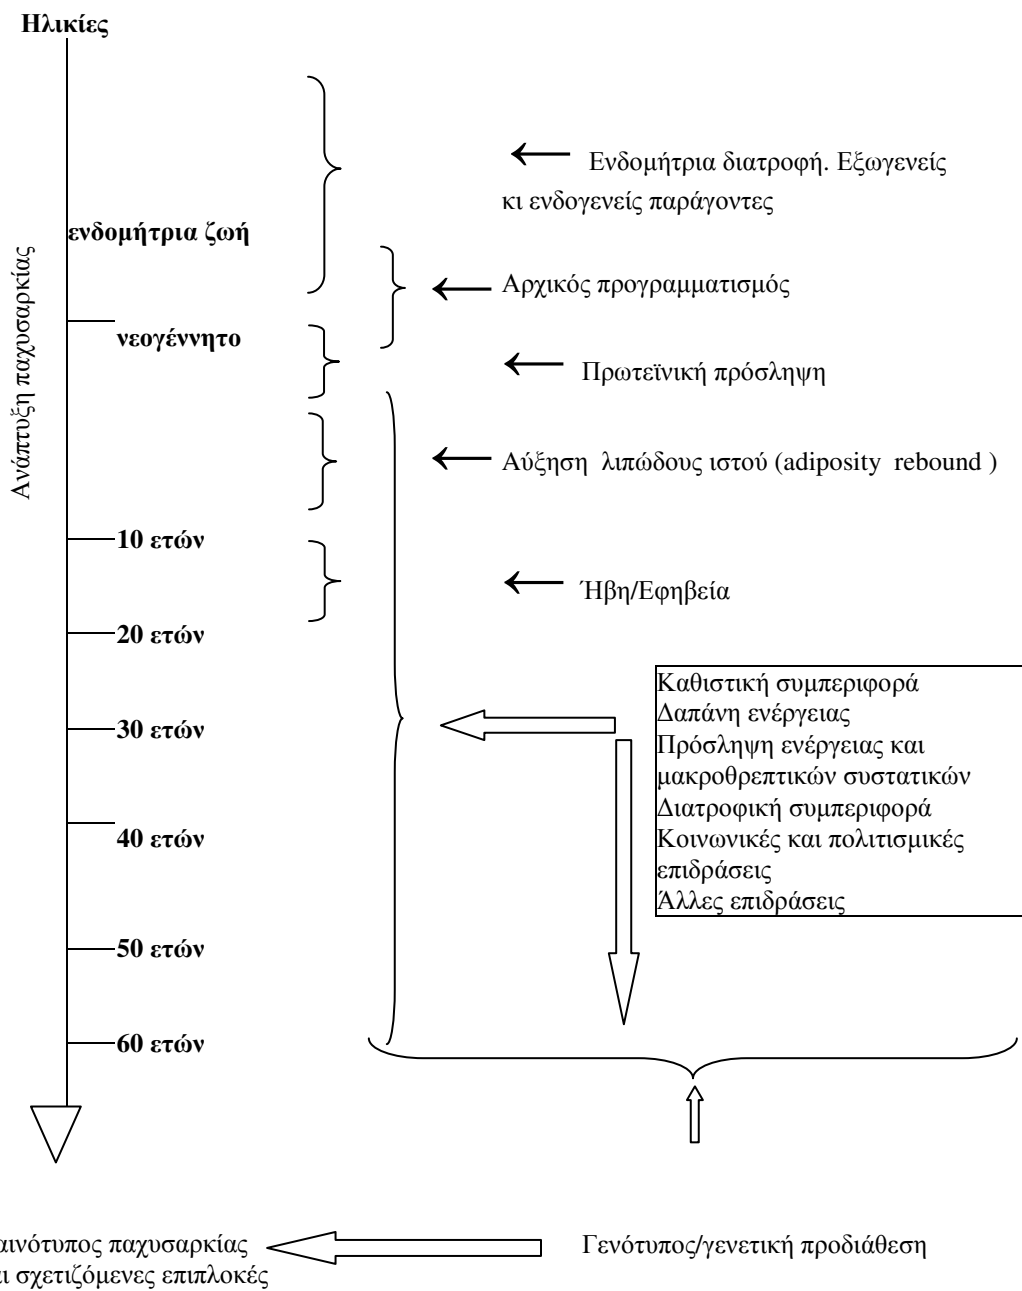 Ηλικίες
Ενδομήτρια διατροφή. Εξωγενείς
κι ενδογενείς παράγοντες
ενδομήτρια ζωή
Ανάπτυξη παχυσαρκίας
Αρχικός προγραμματισμός
νεογέννητο
Πρωτεϊνική πρόσληψη
Αύξηση λιπώδους ιστού (adiposity rebound )
10 ετών
Ήβη/Εφηβεία
20 ετών
Καθιστική συμπεριφορά
Δαπάνη ενέργειας
30 ετών
Πρόσληψη ενέργειας και
μακροθρεπτικών συστατικών
Διατροφική συμπεριφορά
40 ετών
Κοινωνικές και πολιτισμικές
επιδράσεις
Άλλες επιδράσεις
50 ετών
60 ετών
αινότυπος παχυσαρκίας
αι σχετιζόμενες επιπλοκές
Γενότυπος/γενετική προδιάθεση